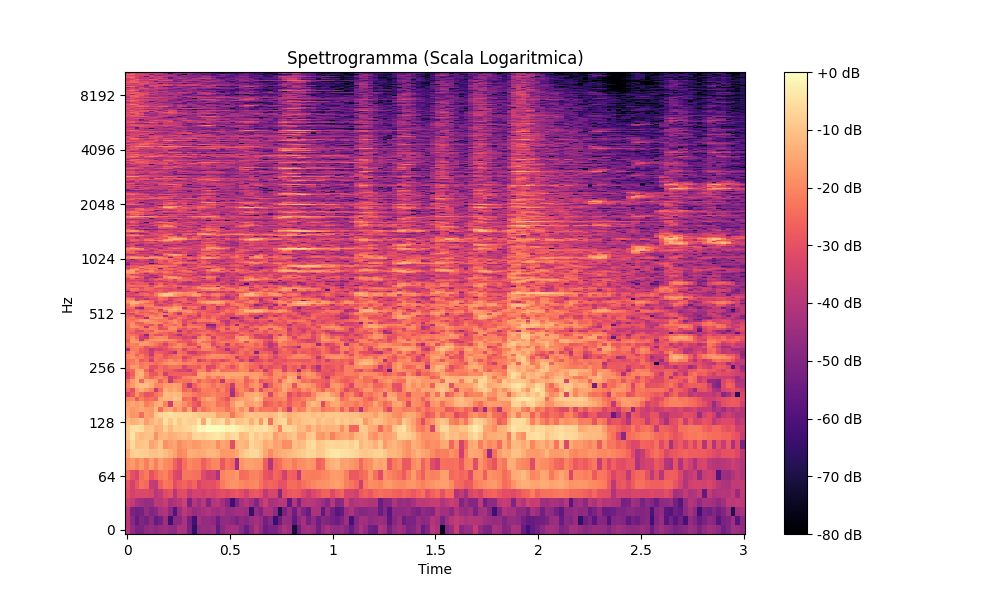 Spettrogramma (Scala Logaritmica)
Hz
8192
4096
2048
1024
512
256
128
64
0
0 0.5 1 1.5 2 2.5 3
Time
+0 dB
-10 dB
-20 dB
-30 dB
-40 dB
-50 dB
-60 dB
-70 dB
-80 dB